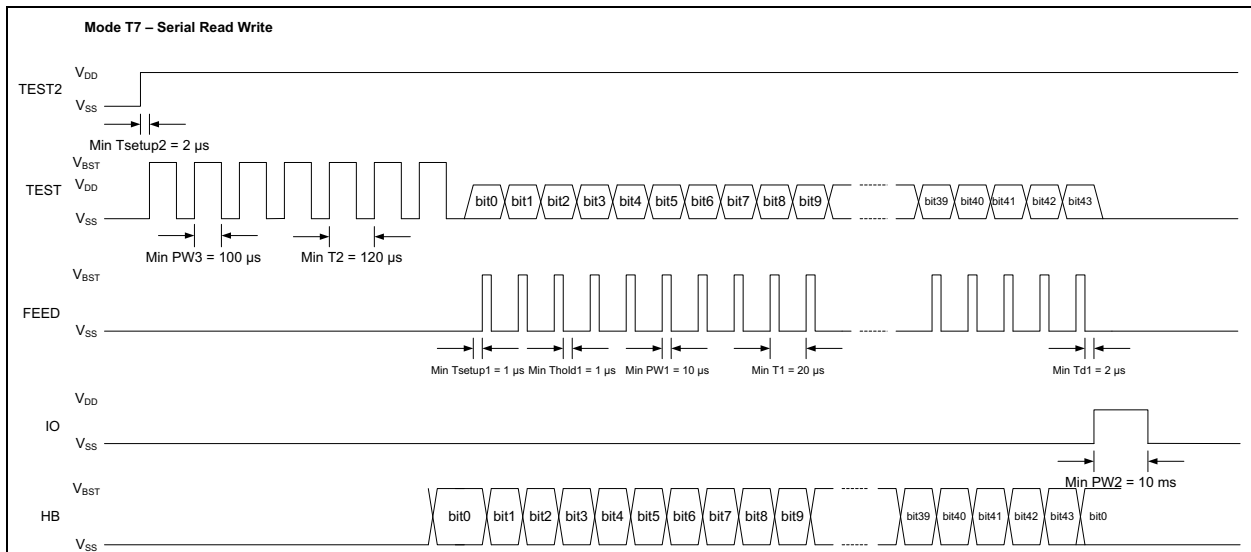 Mode T7 – Serial Read Write
TEST2
VDD
VSS
Min Tsetup2 = 2 µs
TEST
VBST
VDD
VSS
bit0 bit1 bit2 bit3 bit4 bit5 bit6 bit7 bit8 bit9 bit39 bit40 bit41 bit42 bit43
Min PW3 = 100 µs Min T2 = 120 µs
FEED
VBST
VSS
Min Tsetup1 = 1 µs Min Thold1 = 1 µs Min PW1 = 10 µs Min T1 = 20 µs Min Td1 = 2 µs
IO
VDD
VSS
Min PW2 = 10 ms
HB
VBST
VSS
bit0 bit1 bit2 bit3 bit4 bit5 bit6 bit7 bit8 bit9 bit39 bit40 bit41 bit42 bit43 bit0